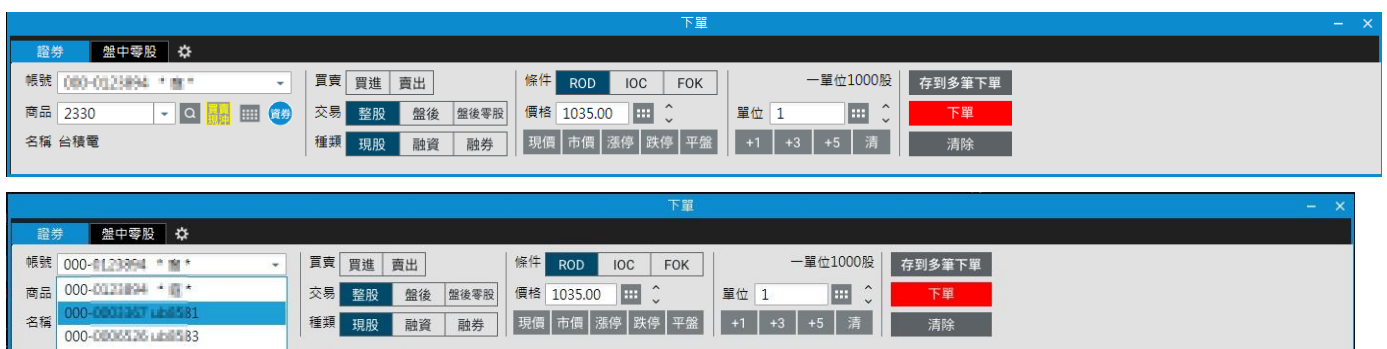 下單
證券 盤中零股
帳號 買賣 買進 賣出 條件 ROD IOC FOK 一單位1000股 存到多筆下單
商品 2330 資券 交易 整股 盤後 盤後零股 價格 1035.00 單位 1 下單
名稱 台積電 種類 現股 融資 融券 現價 市價 漲停 跌停 平盤 +1 +3 +5 清 清除
下單
證券 盤中零股
帳號 000- 買賣 買進 賣出 條件 ROD IOC FOK 一單位1000股 存到多筆下單
商品 000- 交易 整股 盤後 盤後零股 價格 1035.00 單位 1 下單
名稱 000- 581 種類 現股 融資 融券 現價 市價 漲停 跌停 平盤 +1 +3 +5 清 清除
000- 583